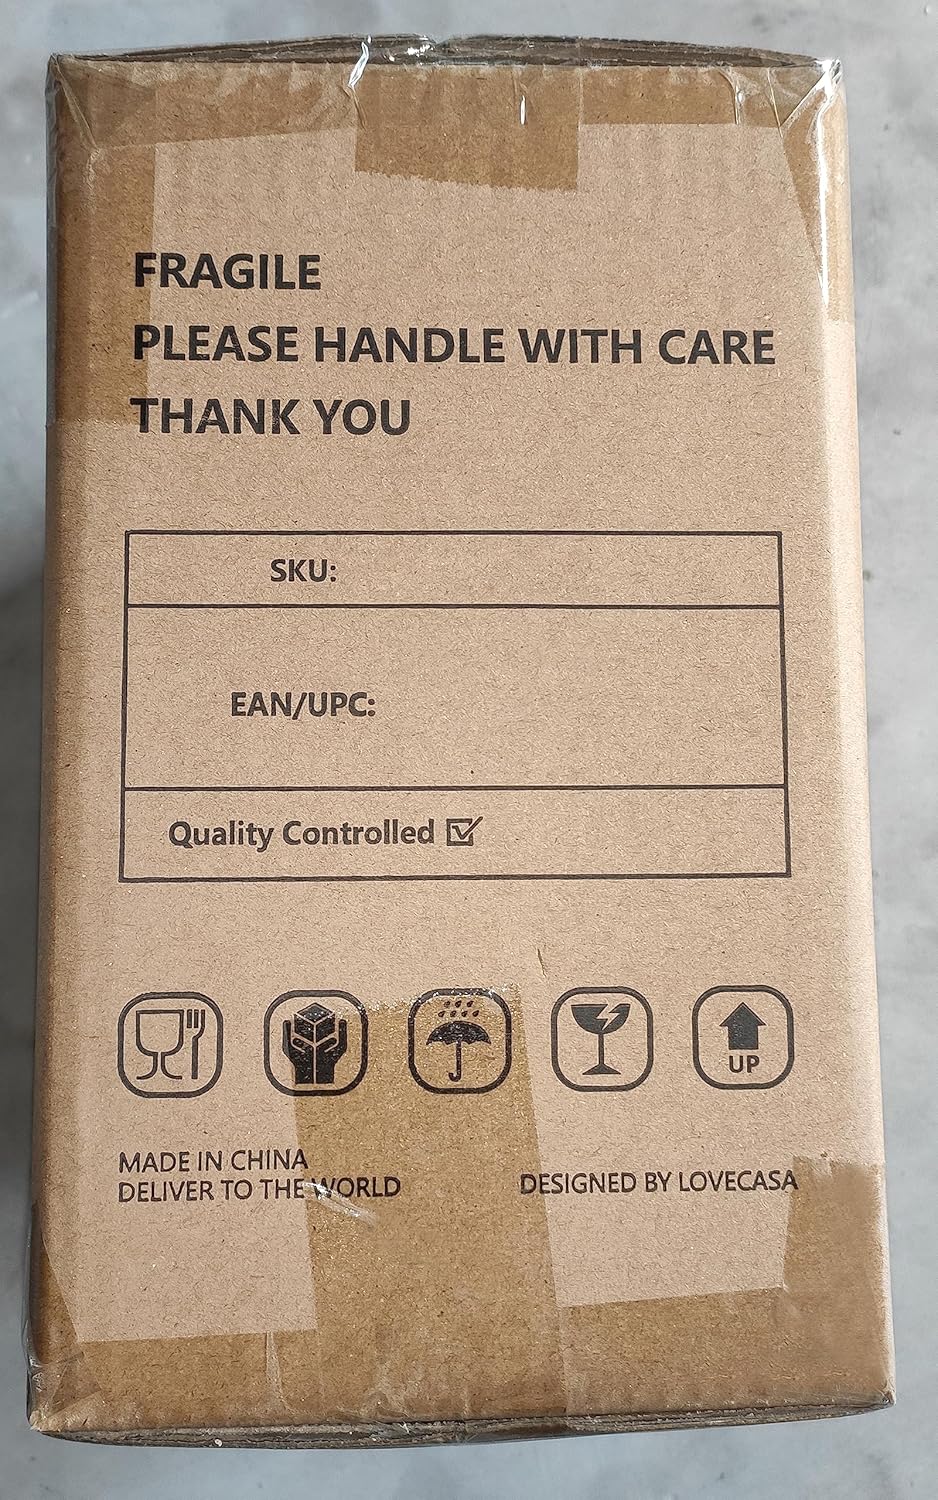 FRAGILE
PLEASE HANDLE WITH CARE
THANK YOU
SKU:
EAN/UPC:
Quality Controlled
UP
MADE IN CHINA
DELIVER TO THE WORLD
DESIGNED BY LOVECASA